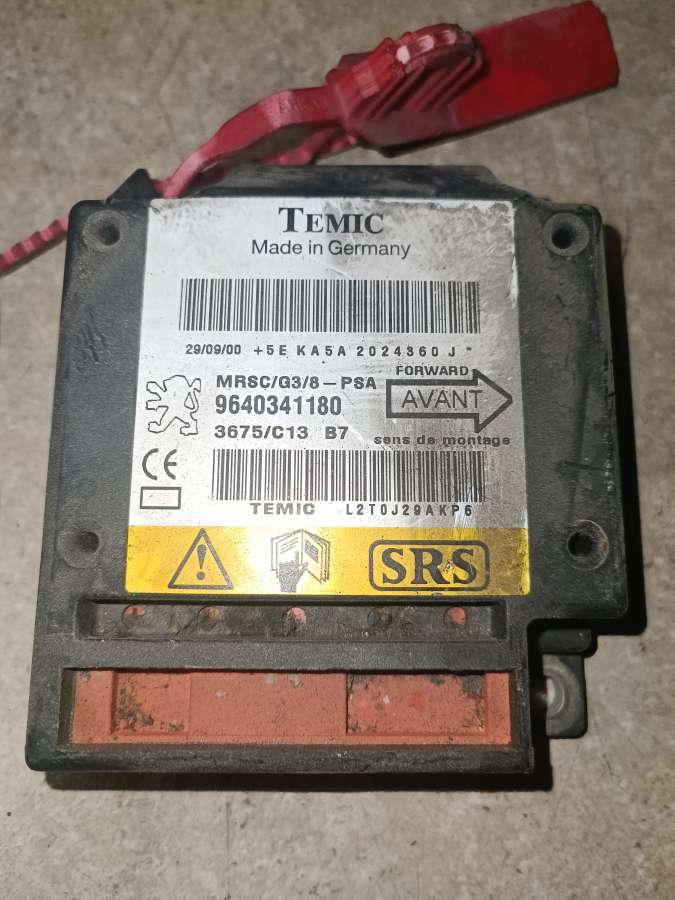 TEMIC
Made in Germany
29/09/00 +5E KA5A 2024360 J *
MRSC/G3/8-PSA
9640341180
3675/C13 B7
FORWARD
AVANT
sens de montage
CE
TEMIC L2T0J29AKP6
SRS